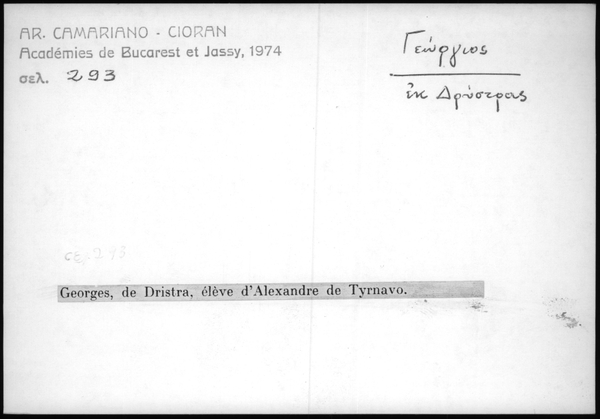 AR. CAMARIANO - CIORAN
Académies de Bucarest et Jassy, 1974
σελ. 293
Γεώργιος
ἐκ Δρύστρας
Georges, de Dristra, élève d'Alexandre de Tyrnavo.